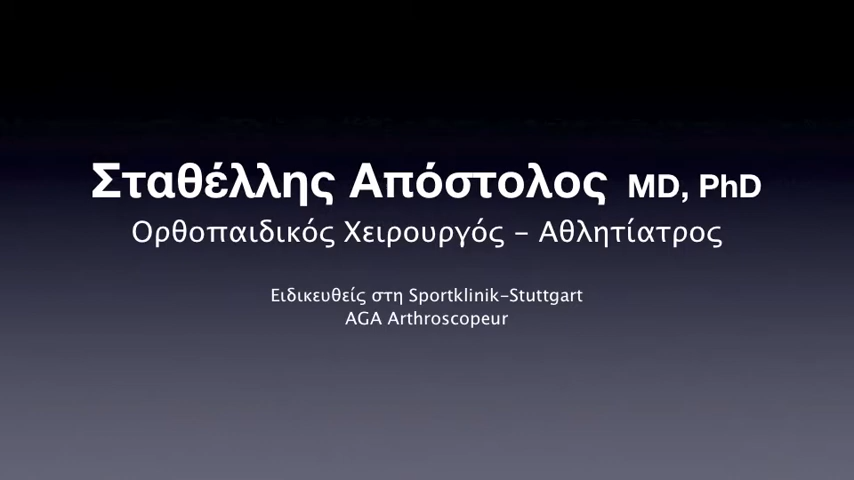 Σταθέλλης Απόστολος MD, PhD
Ορθοπαιδικός Χειρουργός – Αθλητίατρος
Ειδικευθείς στη Sportklinik-Stuttgart
AGA Arthroscopeur